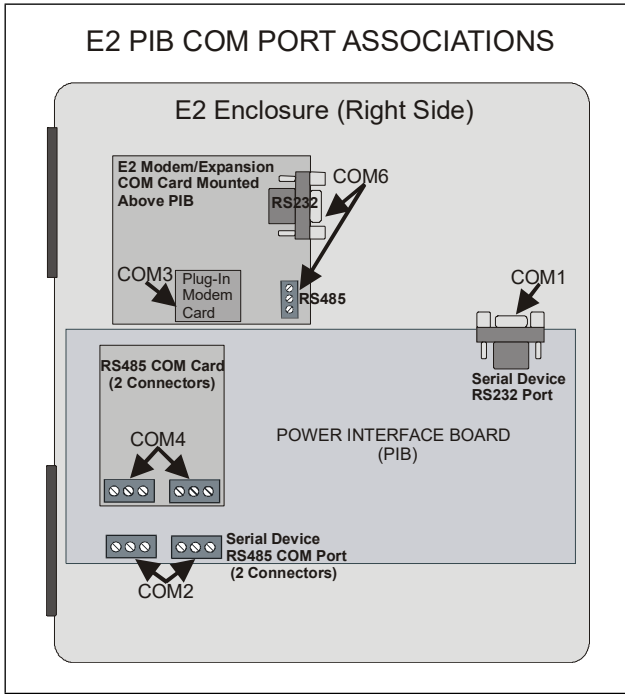 E2 PIB COM PORT ASSOCIATIONS
E2 Enclosure (Right Side)
E2 Modem/Expansion
COM Card Mounted
Above PIB
RS232
COM6
COM3
Plug-In
Modem
Card
RS485
COM1
Serial Device
RS232 Port
RS485 COM Card
(2 Connectors)
COM4
POWER INTERFACE BOARD
(PIB)
Serial Device
RS485 COM Port
(2 Connectors)
COM2